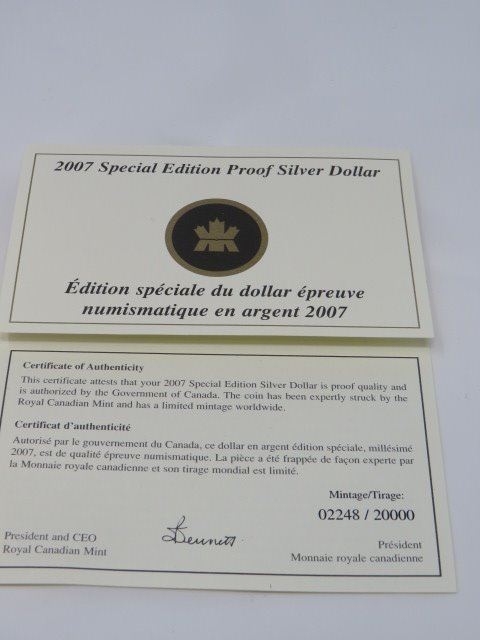 2007 Special Edition Proof Silver Dollar
Édition spéciale du dollar épreuve
numismatique en argent 2007
Certificate of Authenticity
This certificate attests that your 2007 Special Edition Silver Dollar is proof quality and
is authorized by the Government of Canada. The coin has been expertly struck by the
Royal Canadian Mint and has a limited mintage worldwide.
Certificat d'authenticité
Autorisé par le gouvernement du Canada, ce dollar en argent édition spéciale, millésimé
2007, est de qualité épreuve numismatique. La pièce a été frappée de façon experte par
la Monnaie royale canadienne et son tirage mondial est limité.
Mintage/Tirage:
02248 / 20000
President and CEO
Royal Canadian Mint
Président
Monnaie royale canadienne